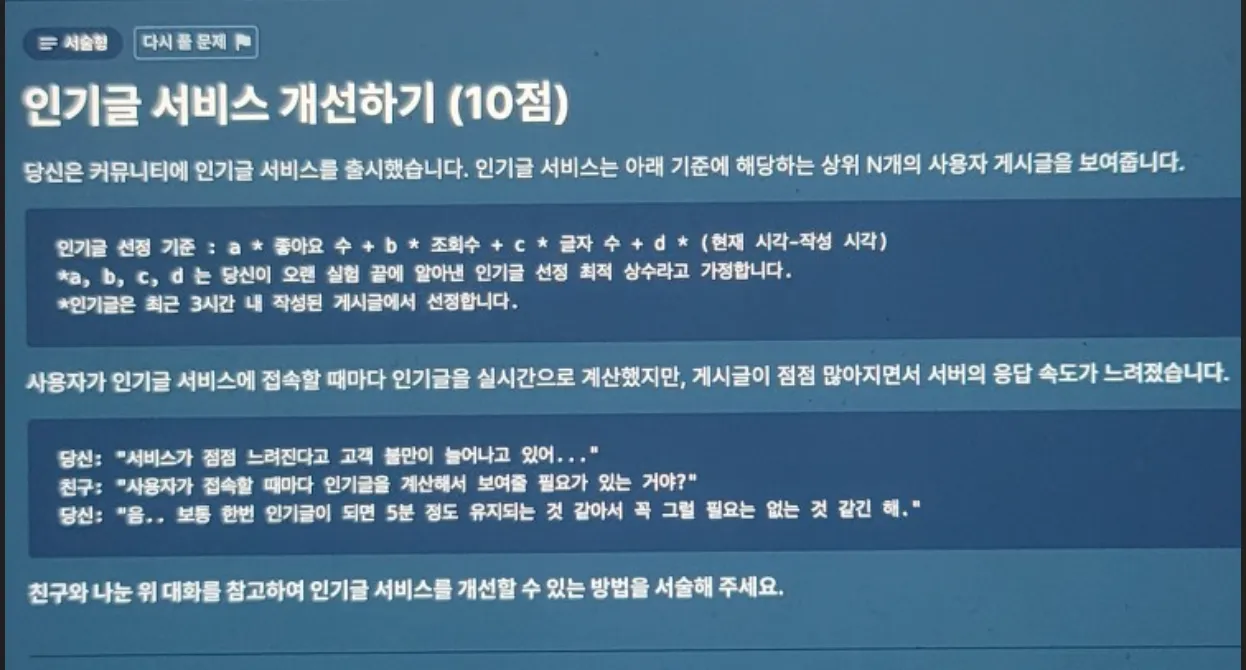 서술형 다시 풀 문제
인기글 서비스 개선하기 (10점)
당신은 커뮤니티에 인기글 서비스를 출시했습니다. 인기글 서비스는 아래 기준에 해당하는 상위 N개의 사용자 게시글을 보여줍니다.
인기글 선정 기준 : a * 좋아요 수 + b * 조회수 + c * 글자 수 + d * (현재 시각-작성 시각)
*a, b, c, d 는 당신이 오랜 실험 끝에 알아낸 인기글 선정 최적 상수라고 가정합니다.
*인기글은 최근 3시간 내 작성된 게시글에서 선정합니다.
사용자가 인기글 서비스에 접속할 때마다 인기글을 실시간으로 계산했지만, 게시글이 점점 많아지면서 서버의 응답 속도가 느려졌습니다.
당신: "서비스가 점점 느려진다고 고객 불만이 늘어나고 있어..."
친구: "사용자가 접속할 때마다 인기글을 계산해서 보여줄 필요가 있는 거야?"
당신: "음.. 보통 한번 인기글이 되면 5분 정도 유지되는 것 같아서 꼭 그럴 필요는 없는 것 같긴 해."
친구와 나눈 위 대화를 참고하여 인기글 서비스를 개선할 수 있는 방법을 서술해 주세요.